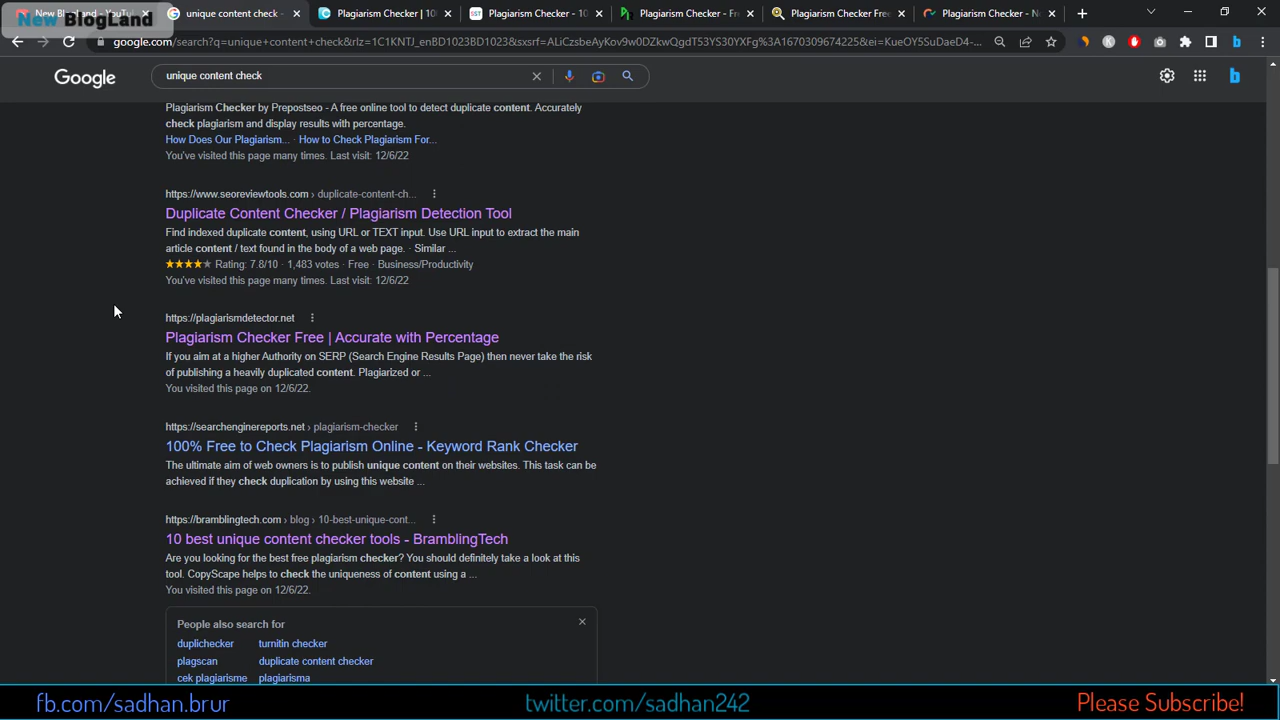 New BlogLand - YouTu
unique content check -
Plagiarism Checker | 10
Plagiarism Checker - 10
Plagiarism Checker -
Plagiarism Checker Fre
Plagiarism Checker - N
New BlogLand
google.com/search?q=unique+content+check&rlz=1C1KNTJ_enBD1023BD1023&sxsrf=ALiCzsbeAyKov9w0DZkwQgdT53YS30YXFg%3A1670309674225&ei=KueOY5SuDaeD4-...
Google
unique content check
Plagiarism Checker by Prepostseo - A free online tool to detect duplicate content. Accurately
check plagiarism and display results with percentage.
How Does Our Plagiarism... · How to Check Plagiarism For...
You've visited this page many times. Last visit: 12/6/22
https://www.seoreviewtools.com › duplicate-content-ch...
Duplicate Content Checker / Plagiarism Detection Tool
Find indexed duplicate content, using URL or TEXT input. Use URL input to extract the main
article content / text found in the body of a web page. · Similar ...
Rating: 7.8/10 · 1,483 votes · Free · Business/Productivity
You've visited this page many times. Last visit: 12/6/22
https://plagiarismdetector.net
Plagiarism Checker Free | Accurate with Percentage
If you aim at a higher Authority on SERP (Search Engine Results Page) then never take the risk
of publishing a heavily duplicated content. Plagiarized or ...
You visited this page on 12/6/22.
https://searchenginereports.net › plagiarism-checker
100% Free to Check Plagiarism Online - Keyword Rank Checker
The ultimate aim of web owners is to publish unique content on their websites. This task can be
achieved if they check duplication by using this website ...
https://bramblingtech.com › blog › 10-best-unique-cont...
10 best unique content checker tools - BramblingTech
Are you looking for the best free plagiarism checker? You should definitely take a look at this
tool. CopyScape helps to check the uniqueness of content using a ...
You visited this page on 12/6/22.
People also search for
duplichecker turnitin checker
plagscan duplicate content checker
cek plagiarisme plagiarisma
fb.com/sadhan.brur
twitter.com/sadhan242
Please Subscribe!